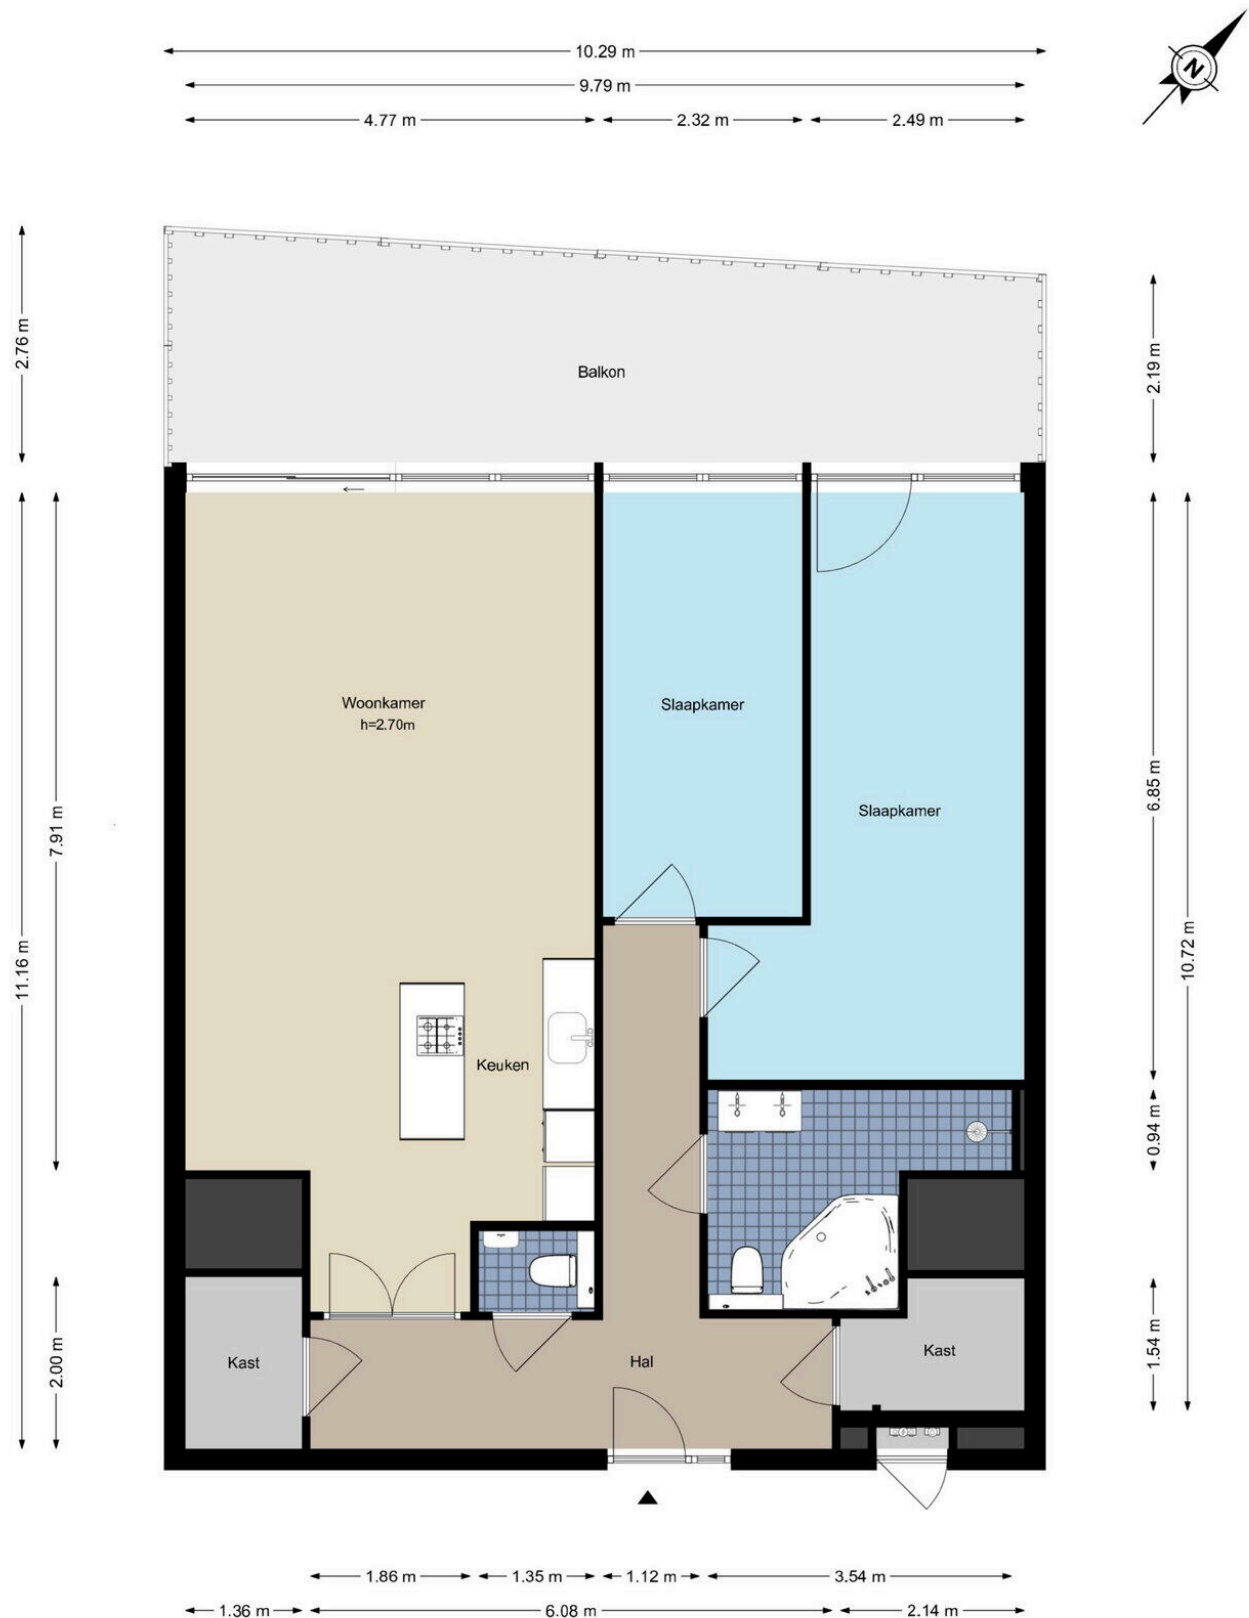 10.29 m
N
9.79 m
4.77 m
2.32 m
2.49 m
2.76 m
2.19 m
Balkon
Woonkamer
h=2.70m
Slaapkamer
Slaapkamer
7.91 m
6.85 m
11.16 m
10.72 m
Keuken
0.94 m
2.00 m
1.54 m
Kast
Hal
Kast
1.86 m
1.35 m
1.12 m
3.54 m
1.36 m
6.08 m
2.14 m